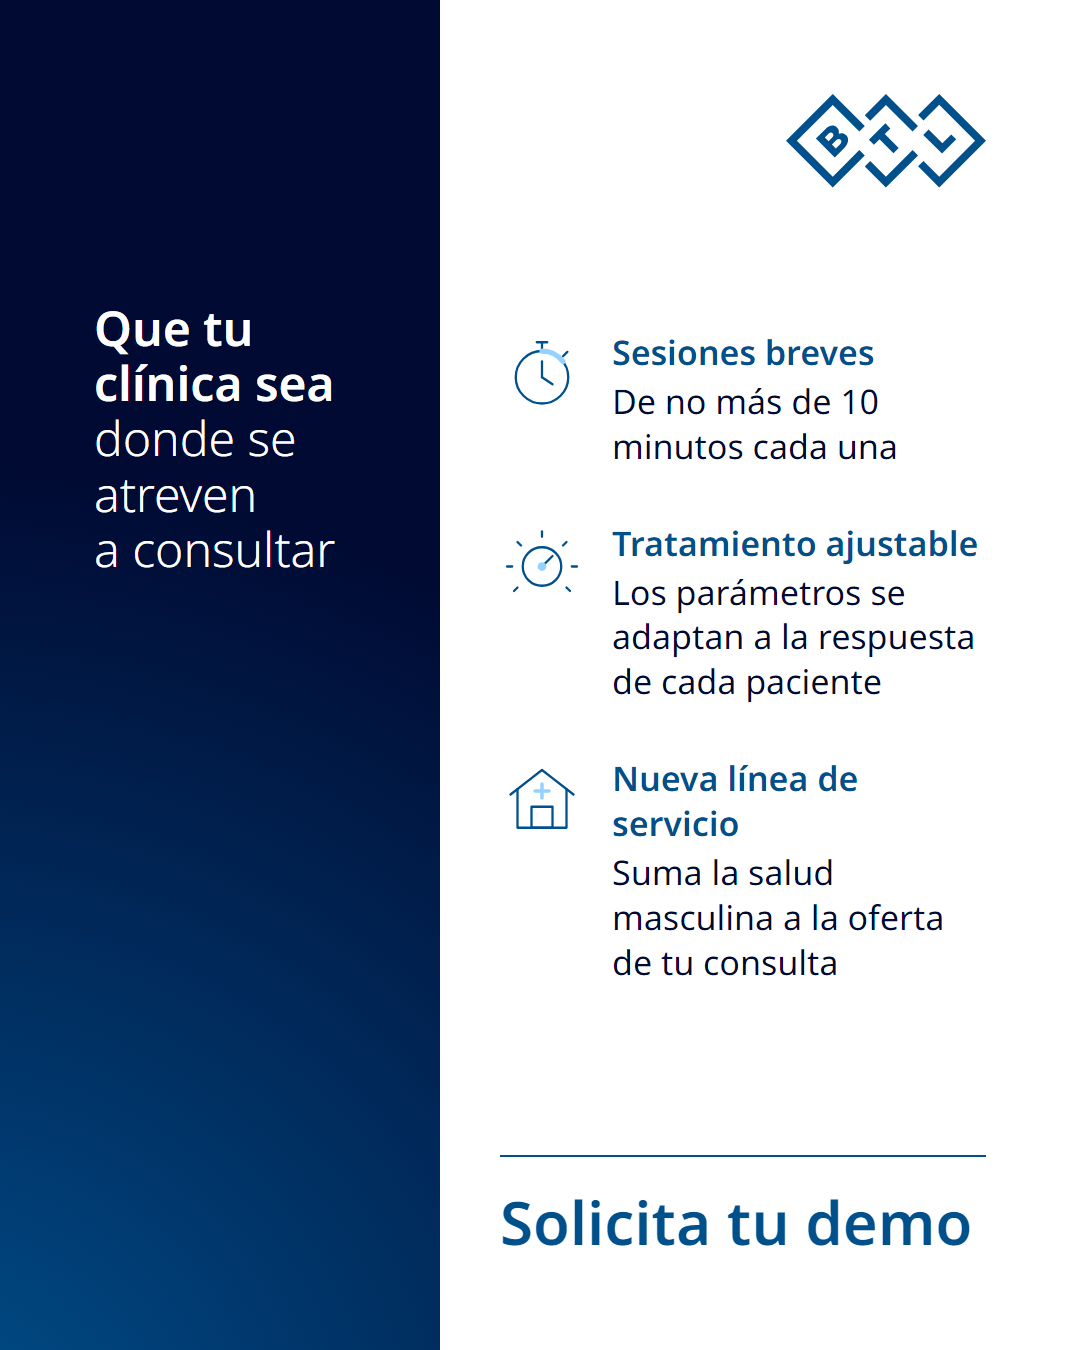 BTL
Que tu
clínica sea
donde se
atreven
a consultar
Sesiones breves
De no más de 10
minutos cada una
Tratamiento ajustable
Los parámetros se
adaptan a la respuesta
de cada paciente
Nueva línea de
servicio
Suma la salud
masculina a la oferta
de tu consulta
Solicita tu demo